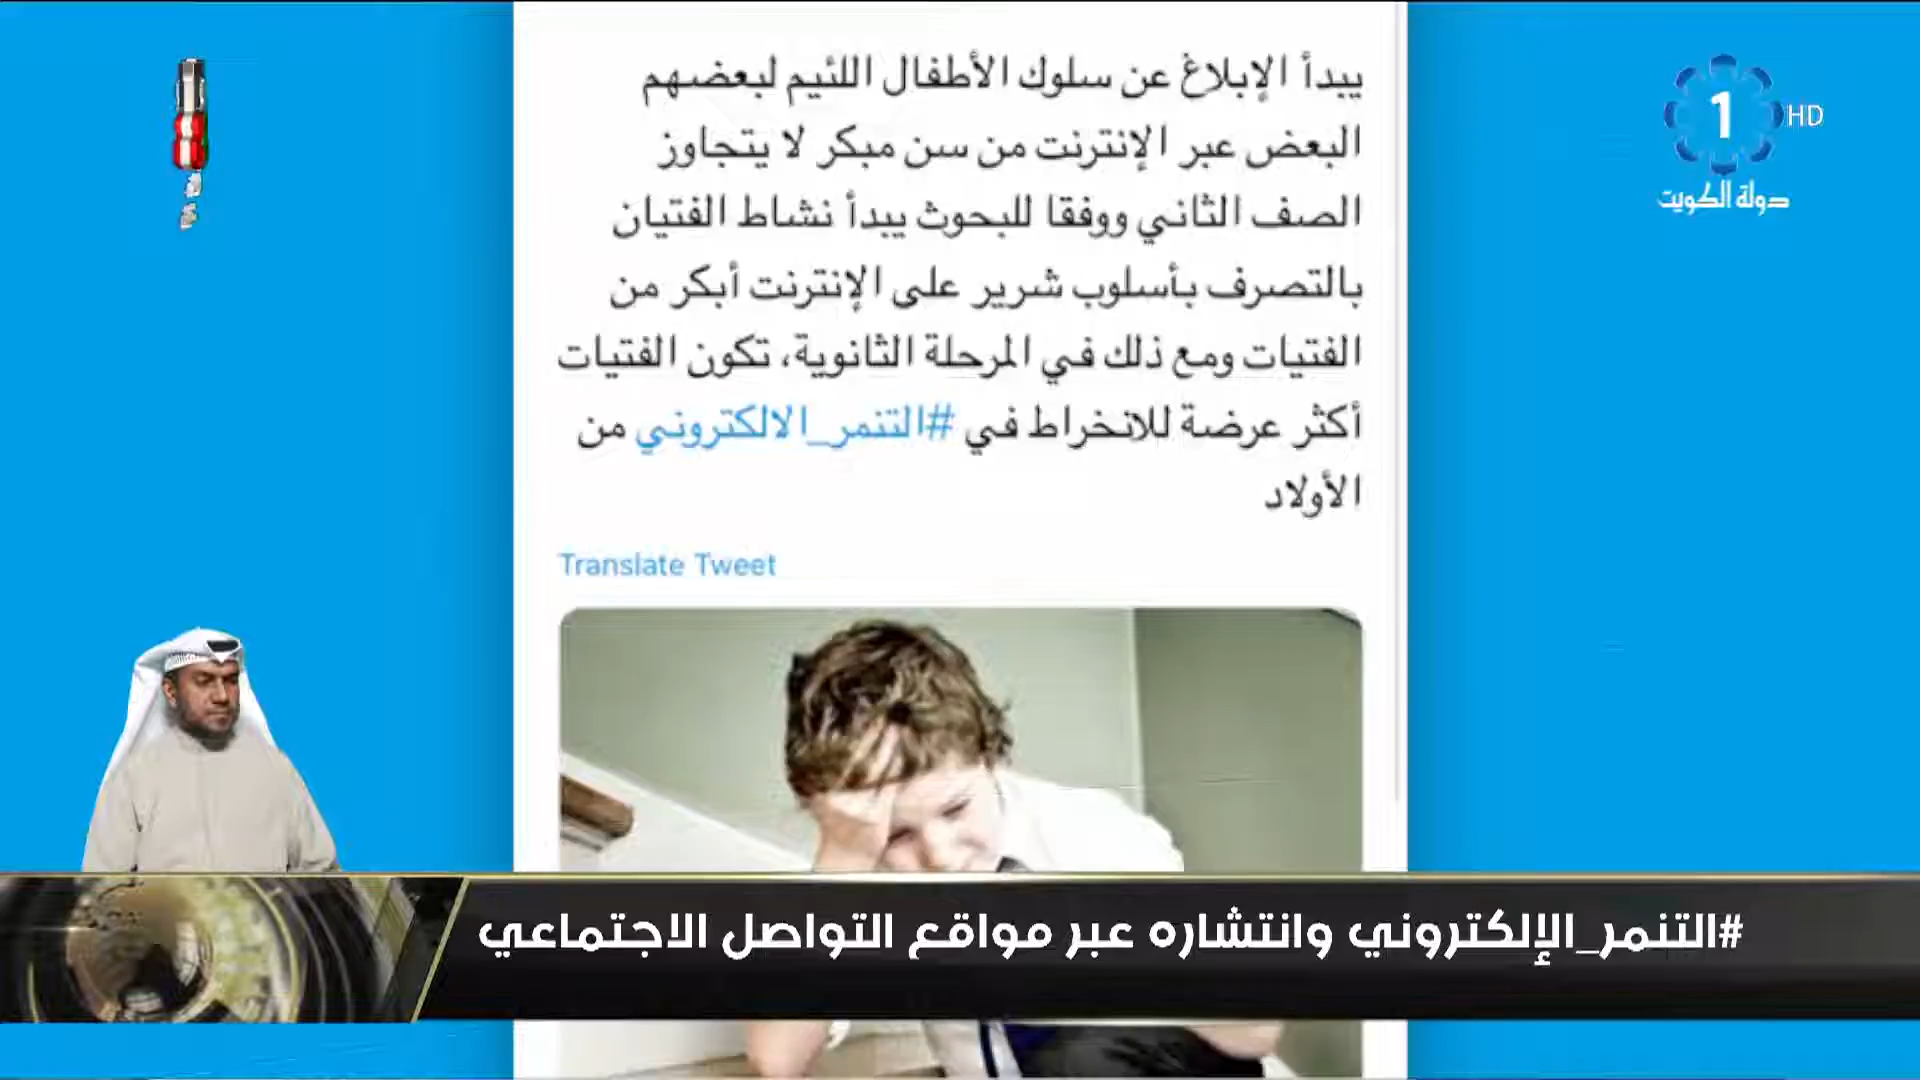 يبدأ الإبلاغ عن سلوك الأطفال اللئيم لبعضهم
البعض عبر الإنترنت من سن مبكر لا يتجاوز
الصف الثاني ووفقا للبحوث يبدأ نشاط الفتيان
بالتصرف بأسلوب شرير على الإنترنت أبكر من
الفتيات ومع ذلك في المرحلة الثانوية، تكون الفتيات
أكثر عرضة للانخراط في #التنمر_الالكتروني من
الأولاد
Translate Tweet
1 HD
دولة الكويت
#التنمر_الإلكتروني وانتشاره عبر مواقع التواصل الاجتماعي